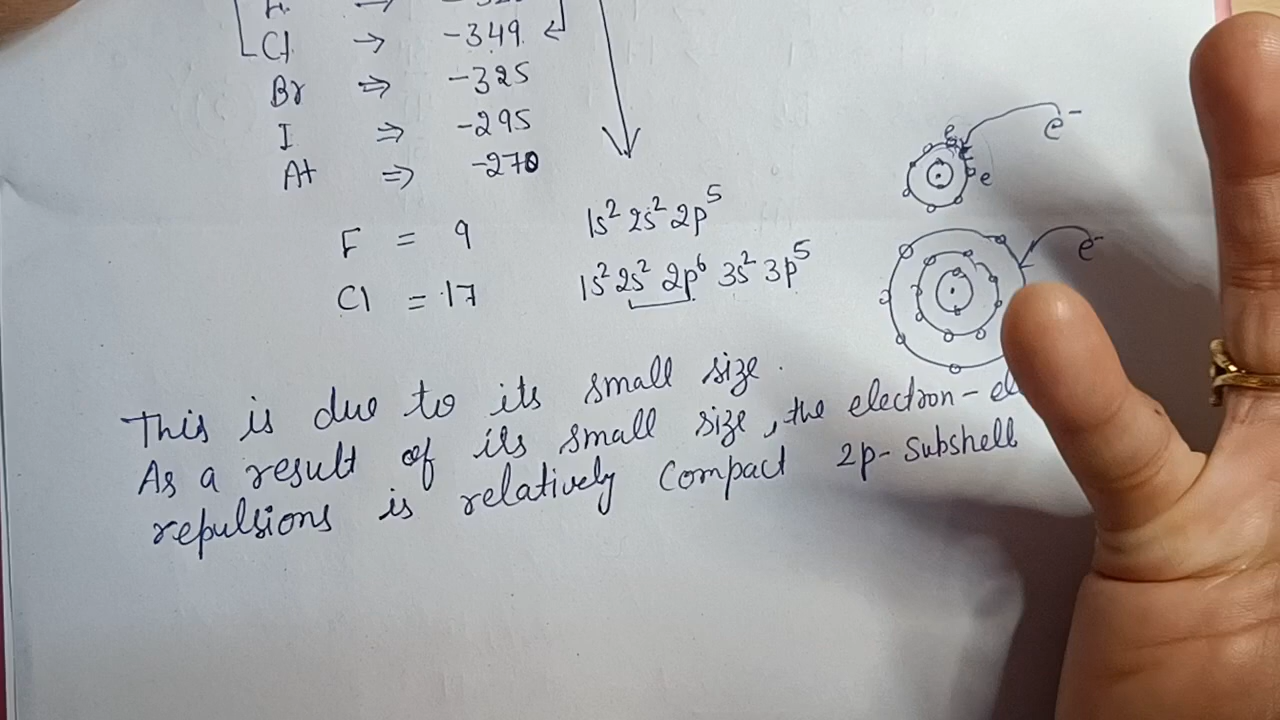 Cl → -349
Br ⇒ -325
I ⇒ -295
At ⇒ -270
e e⁻
e
F = 9 1s² 2s² 2p⁵
e⁻
Cl = 17 1s² 2s² 2p⁶ 3s² 3p⁵
This is due to its small size.
As a result of its small size, the electron-
repulsions is relatively compact 2p-subshell